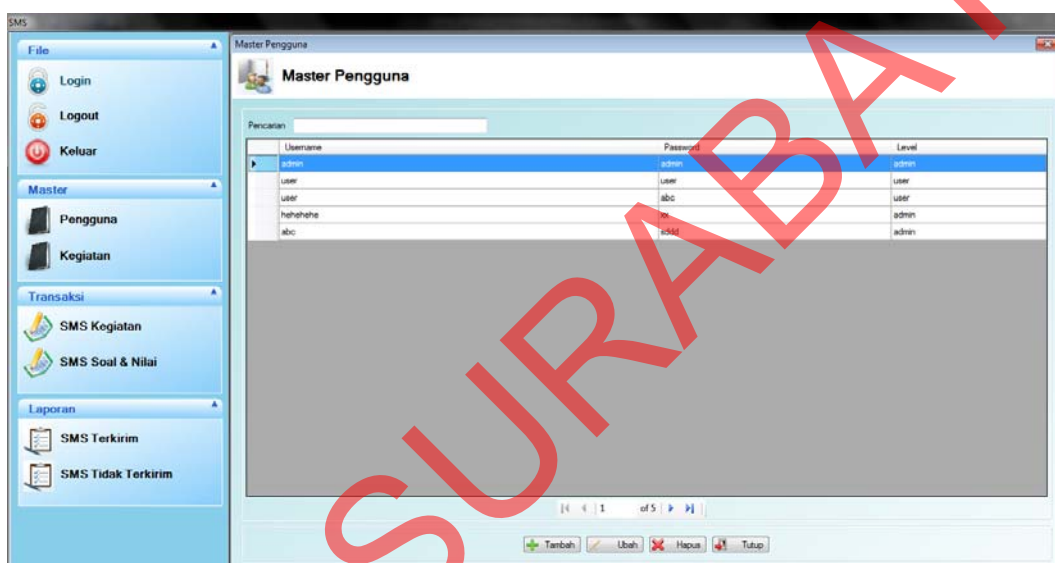 SMS
File
Login
Logout
Keluar
Master
Pengguna
Kegiatan
Transaksi
SMS Kegiatan
SMS Soal & Nilai
Laporan
SMS Terkirim
SMS Tidak Terkirim
Master Pengguna
Master Pengguna
Pencarian
Username Password Level
admin admin admin
user user user
user abc user
hehehehe xx admin
abc admin
1 of 5
Tambah Ubah Hapus Tutup
SURABAY